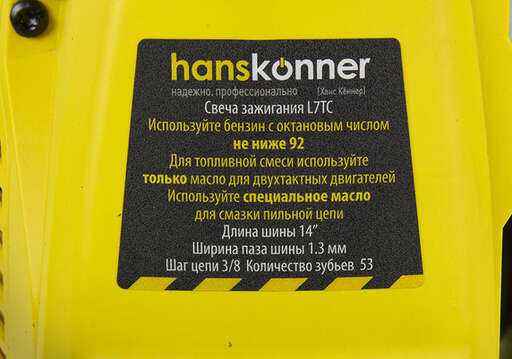 hanskönner
надежно, профессионально [Ханс Кённер]
Свеча зажигания L7TC
Используйте бензин с октановым числом
не ниже 92
Для топливной смеси используйте
только масло для двухтактных двигателей
Используйте специальное масло
для смазки пильной цепи
Длина шины 14"
Ширина паза шины 1.3 мм
Шаг цепи 3/8 Количество зубьев 53